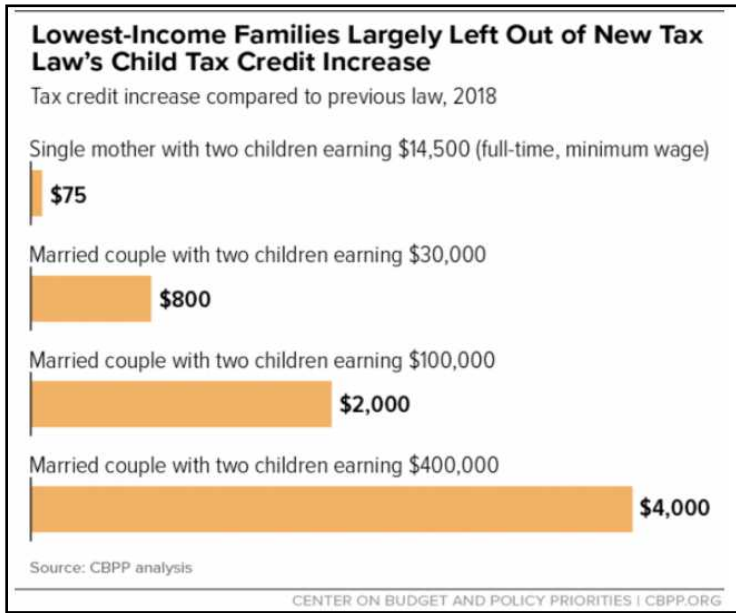 Lowest-Income Families Largely Left Out of New Tax
Law's Child Tax Credit Increase
Tax credit increase compared to previous law, 2018
Single mother with two children earning $14,500 (full-time, minimum wage)
$75
Married couple with two children earning $30,000
$800
Married couple with two children earning $100,000
$2,000
Married couple with two children earning $400,000
$4,000
Source: CBPP analysis
CENTER ON BUDGET AND POLICY PRIORITIES | CBPP.ORG